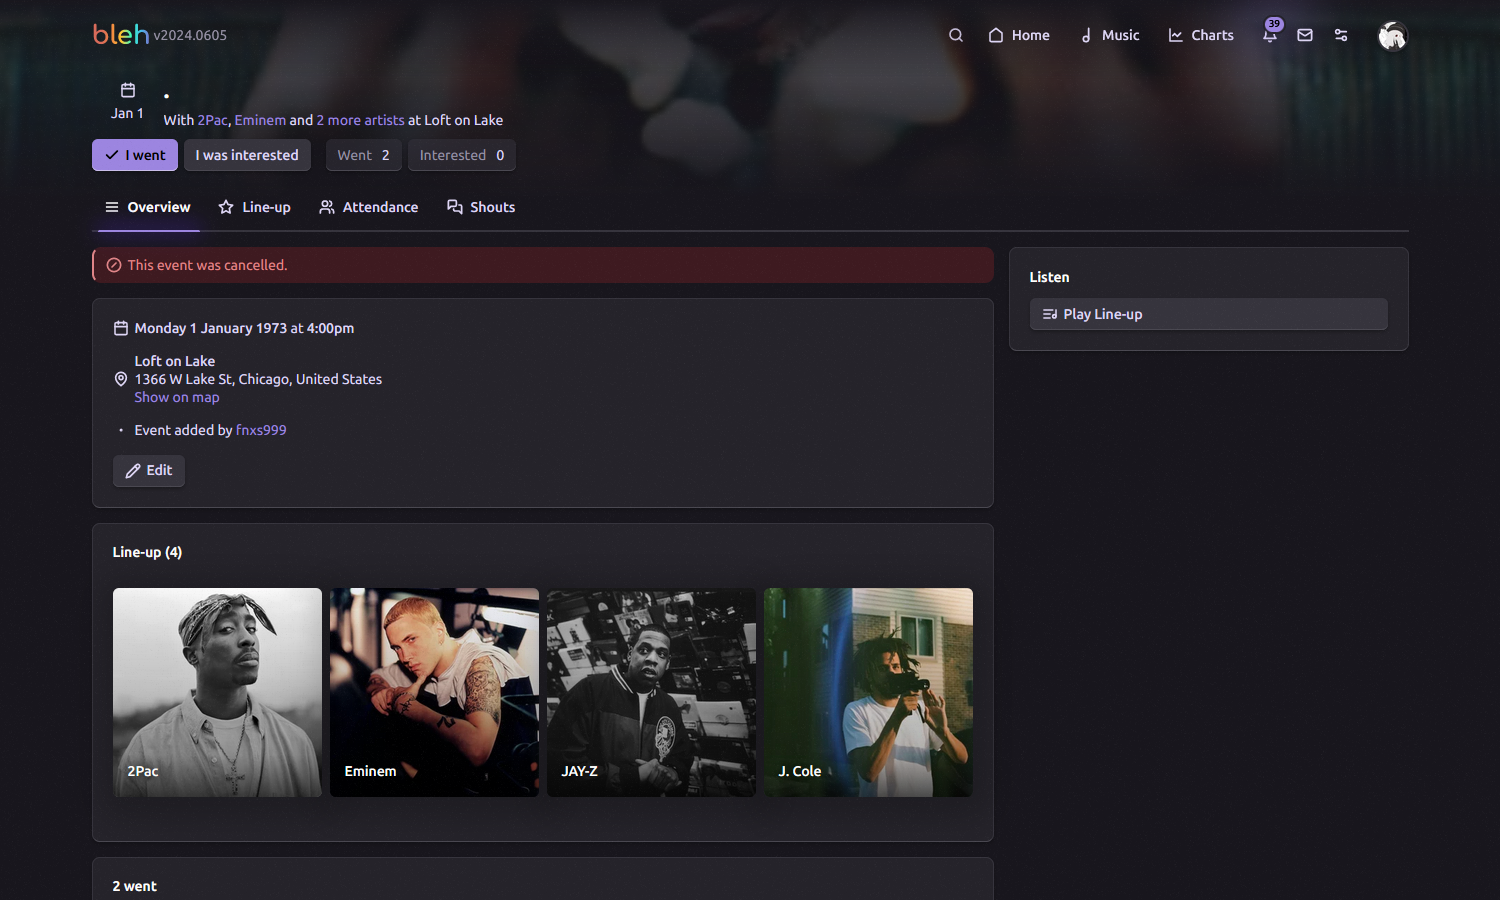 bleh v2024.0605
Home
Music
Charts
39
Jan 1
.
With 2Pac, Eminem and 2 more artists at Loft on Lake
I went
I was interested
Went 2
Interested 0
Overview
Line-up
Attendance
Shouts
This event was cancelled.
Monday 1 January 1973 at 4:00pm
Loft on Lake
1366 W Lake St, Chicago, United States
Show on map
Event added by fnxs999
Edit
Listen
Play Line-up
Line-up (4)
2Pac
Eminem
JAY-Z
J. Cole
2 went